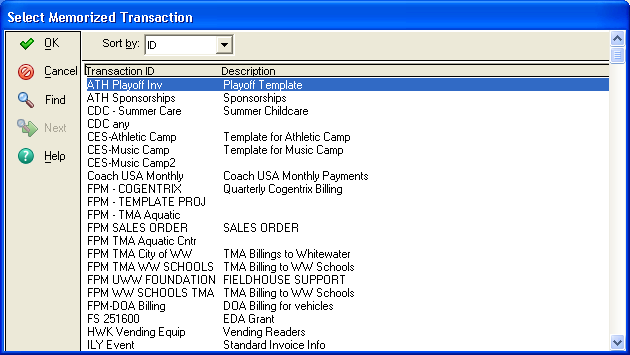 Select Memorized Transaction
OK
Cancel
Find
Next
Help
Sort by: ID
Transaction ID Description
ATH Playoff Inv Playoff Template
ATH Sponsorships Sponsorships
CDC - Summer Care Summer Childcare
CDC any
CES-Athletic Camp Template for Athletic Camp
CES-Music Camp Template for Music Camp
CES-Music Camp2
Coach USA Monthly Coach USA Monthly Payments
FPM - COGENTRIX Quarterly Cogentrix Billing
FPM - TEMPLATE PROJ
FPM - TMA Aquatic
FPM SALES ORDER SALES ORDER
FPM TMA Aquatic Cntr
FPM TMA City of WW TMA Billings to Whitewater
FPM TMA WW SCHOOLS TMA Billing to WW Schools
FPM UWW FOUNDATION FIELDHOUSE SUPPORT
FPM WW SCHOOLS TMA TMA Billing to WW Schools
FPM-DOA Billing DOA Billing for vehicles
FS 251600 EDA Grant
HWK Vending Equip Vending Readers
ILY Event Standard Invoice Info